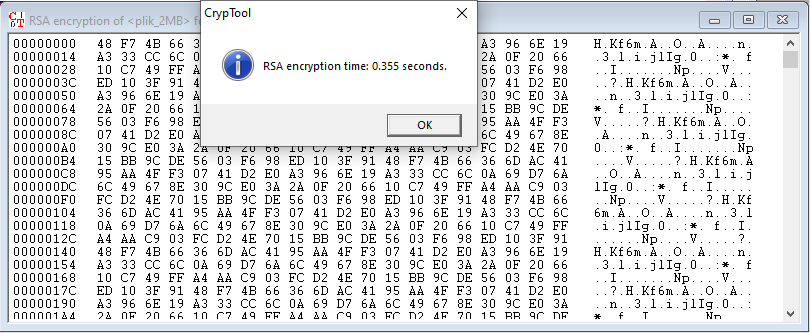 RSA encryption of <plik_2MB> f
CrypTool
RSA encryption time: 0.355 seconds.
OK
00000000 48 F7 4B 66 3 A3 96 6E 19 H.Kf6m.A..O..A....n.
00000014 A3 33 CC 6C 0 2A 0F 20 66 .3.l.i.jlIg.0..:*. f
00000028 10 C7 49 FF A 56 03 F6 98 ..I.......Np....V...
0000003C ED 10 3F 91 4 07 41 D2 E0 ..?.H.Kf6m.A..O..A..
00000050 A3 96 6E 19 A 30 9C E0 3A ..n..3.l.i.jlIg.0..:
00000064 2A 0F 20 66 1 15 BB 9C DE *. f..I.......Np....
00000078 56 03 F6 98 E 95 AA 4F F3 V.....?.H.Kf6m.A..O.
0000008C 07 41 D2 E0 A 6C 49 67 8E .A....n..3.l.i.jlIg.
000000A0 30 9C E0 3A 2A 0F 20 66 10 C7 49 FF A4 AA C9 03 FC D2 4E 70 0..:*. f..I.......Np
000000B4 15 BB 9C DE 56 03 F6 98 ED 10 3F 91 48 F7 4B 66 36 6D AC 41 ....V.....?.H.Kf6m.A
000000C8 95 AA 4F F3 07 41 D2 E0 A3 96 6E 19 A3 33 CC 6C 0A 69 D7 6A ..O..A....n..3.l.i.j
000000DC 6C 49 67 8E 30 9C E0 3A 2A 0F 20 66 10 C7 49 FF A4 AA C9 03 lIg.0..:*. f..I.....
000000F0 FC D2 4E 70 15 BB 9C DE 56 03 F6 98 ED 10 3F 91 48 F7 4B 66 ..Np....V.....?.H.Kf
00000104 36 6D AC 41 95 AA 4F F3 07 41 D2 E0 A3 96 6E 19 A3 33 CC 6C 6m.A..O..A....n..3.l
00000118 0A 69 D7 6A 6C 49 67 8E 30 9C E0 3A 2A 0F 20 66 10 C7 49 FF .i.jlIg.0..:*. f..I.
0000012C A4 AA C9 03 FC D2 4E 70 15 BB 9C DE 56 03 F6 98 ED 10 3F 91 ......Np....V.....?.
00000140 48 F7 4B 66 36 6D AC 41 95 AA 4F F3 07 41 D2 E0 A3 96 6E 19 H.Kf6m.A..O..A....n.
00000154 A3 33 CC 6C 0A 69 D7 6A 6C 49 67 8E 30 9C E0 3A 2A 0F 20 66 .3.l.i.jlIg.0..:*. f
00000168 10 C7 49 FF A4 AA C9 03 FC D2 4E 70 15 BB 9C DE 56 03 F6 98 ..I.......Np....V...
0000017C ED 10 3F 91 48 F7 4B 66 36 6D AC 41 95 AA 4F F3 07 41 D2 E0 ..?.H.Kf6m.A..O..A..
00000190 A3 96 6E 19 A3 33 CC 6C 0A 69 D7 6A 6C 49 67 8E 30 9C E0 3A ..n..3.l.i.jlIg.0..:
000001A4 2A 0F 20 66 10 C7 49 FF A4 AA C9 03 FC D2 4E 70 15 BB 9C DE *. f..I.......Np....